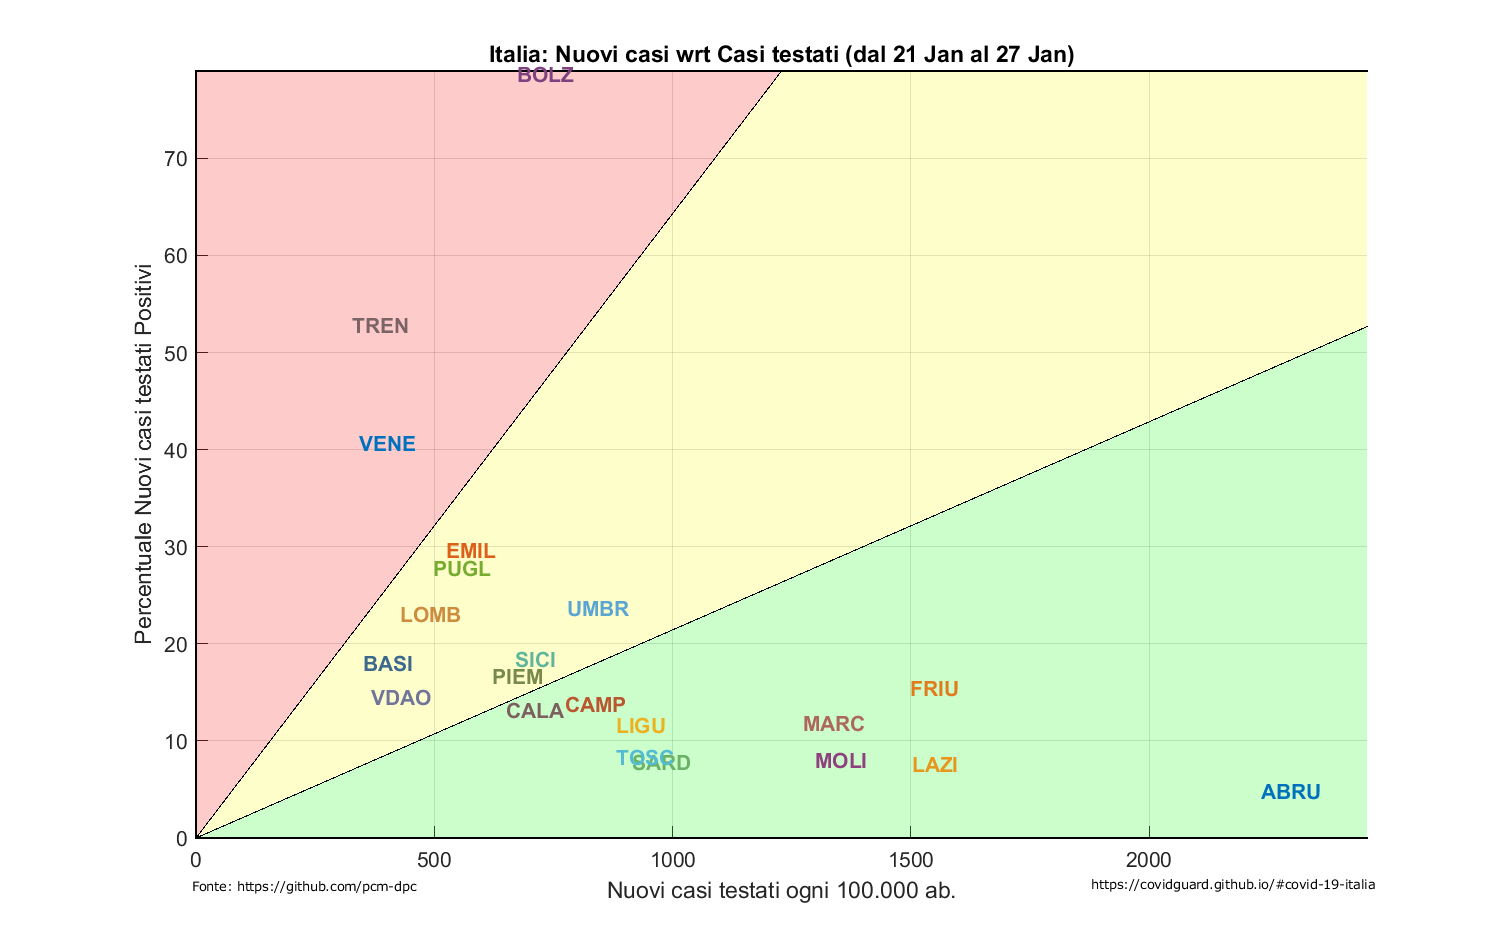 Italia: Nuovi casi wrt Casi testati (dal 21 Jan al 27 Jan)
BOLZ
70
60
TREN
50
VENE
40
EMIL
30
PUGL
UMBR
LOMB
20
SICI
BASI
PIEM
FRIU
VDAO
CAMP
CALA
MARC
LIGU
10
TOSC
MOLI
SARD
LAZI
ABRU
0
0 500 1000 1500 2000
Percentuale Nuovi casi testati Positivi
Nuovi casi testati ogni 100.000 ab.
Fonte: https://github.com/pcm-dpc
https://covidguard.github.io/#covid-19-italia